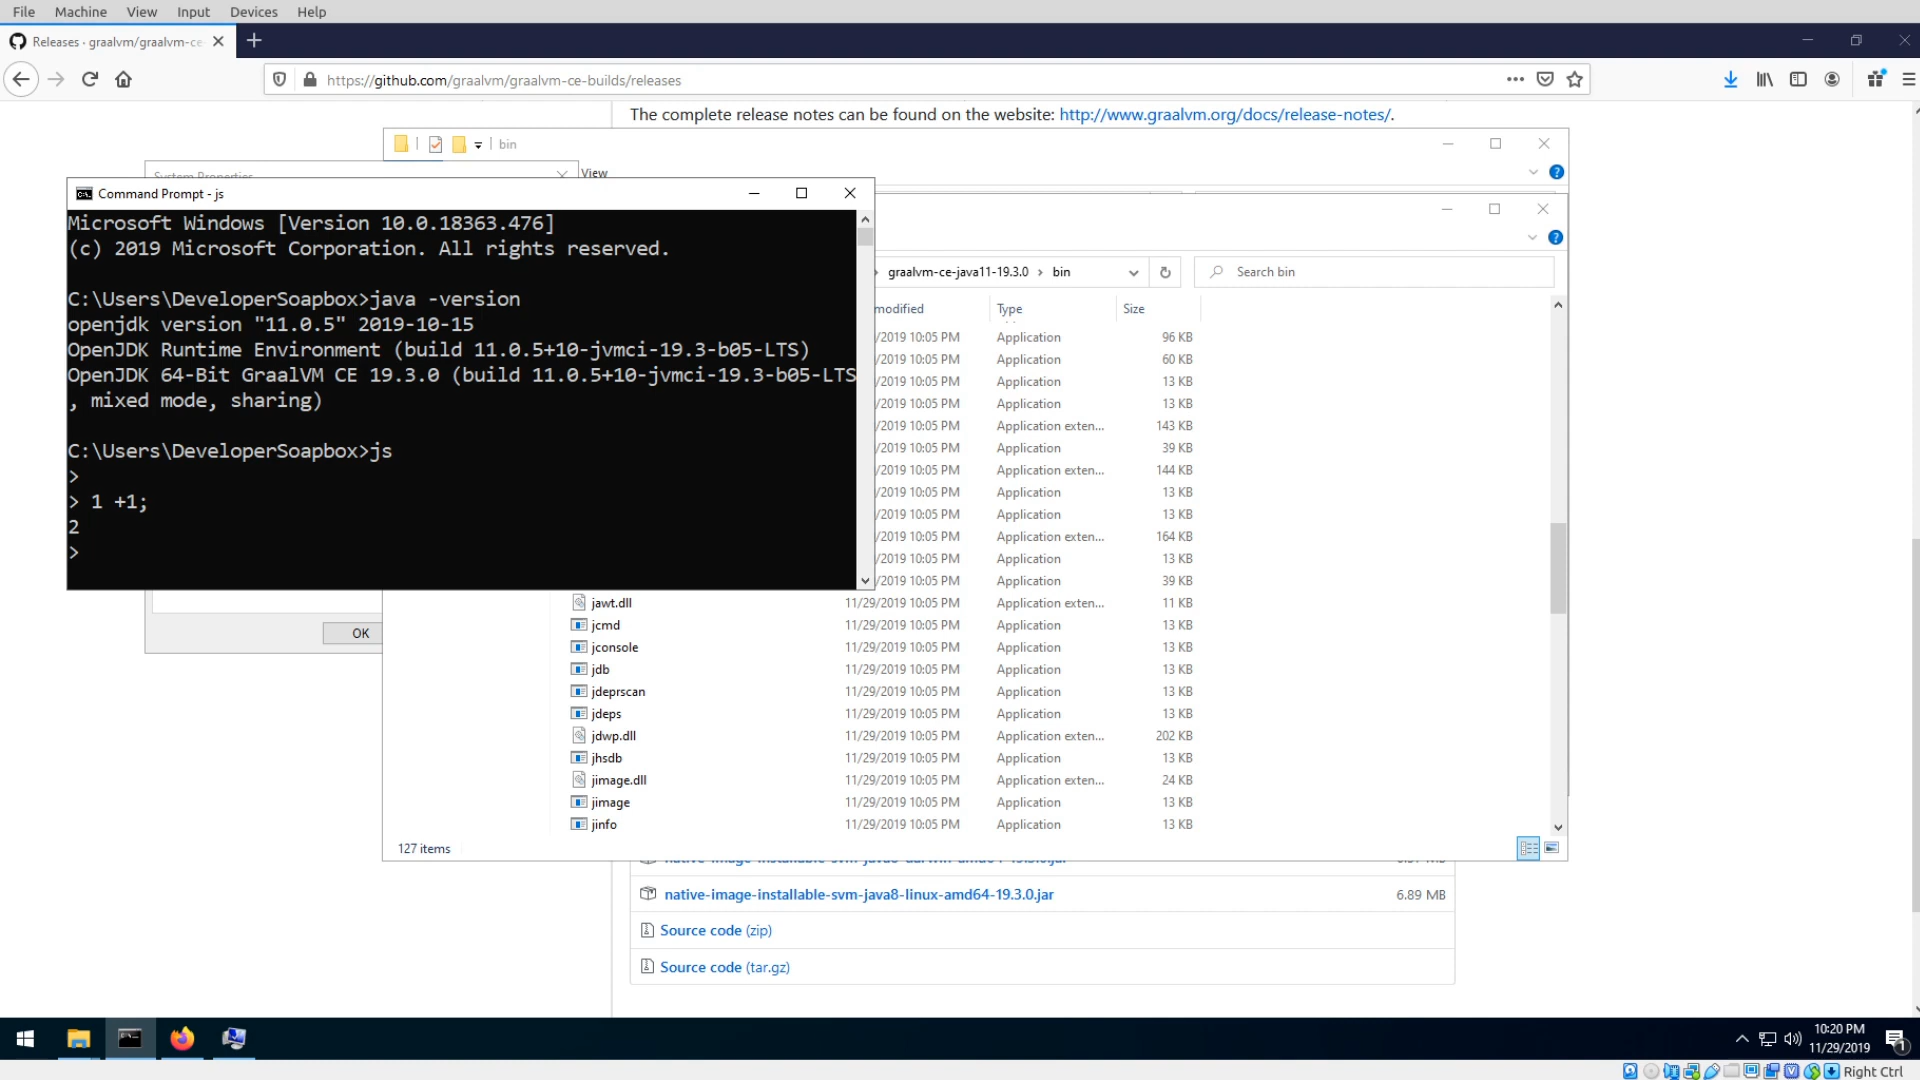 File Machine View Input Devices Help
Releases · graalvm/graalvm-ce-
https://github.com/graalvm/graalvm-ce-builds/releases
The complete release notes can be found on the website: http://www.graalvm.org/docs/release-notes/.
bin
System Properties
View
Command Prompt - js
Microsoft Windows [Version 10.0.18363.476]
(c) 2019 Microsoft Corporation. All rights reserved.
C:\Users\DeveloperSoapbox>java -version
openjdk version "11.0.5" 2019-10-15
OpenJDK Runtime Environment (build 11.0.5+10-jvmci-19.3-b05-LTS)
OpenJDK 64-Bit GraalVM CE 19.3.0 (build 11.0.5+10-jvmci-19.3-b05-LTS
, mixed mode, sharing)
C:\Users\DeveloperSoapbox>js
>
> 1 +1;
2
>
graalvm-ce-java11-19.3.0 › bin
Search bin
modified Type Size
/2019 10:05 PM Application 96 KB
/2019 10:05 PM Application 60 KB
/2019 10:05 PM Application 13 KB
/2019 10:05 PM Application 13 KB
/2019 10:05 PM Application exten... 143 KB
/2019 10:05 PM Application 39 KB
/2019 10:05 PM Application exten... 144 KB
/2019 10:05 PM Application 13 KB
/2019 10:05 PM Application 13 KB
/2019 10:05 PM Application exten... 164 KB
/2019 10:05 PM Application 13 KB
/2019 10:05 PM Application 39 KB
jawt.dll 11/29/2019 10:05 PM Application exten... 11 KB
jcmd 11/29/2019 10:05 PM Application 13 KB
jconsole 11/29/2019 10:05 PM Application 13 KB
jdb 11/29/2019 10:05 PM Application 13 KB
jdeprscan 11/29/2019 10:05 PM Application 13 KB
jdeps 11/29/2019 10:05 PM Application 13 KB
jdwp.dll 11/29/2019 10:05 PM Application exten... 202 KB
jhsdb 11/29/2019 10:05 PM Application 13 KB
jimage.dll 11/29/2019 10:05 PM Application exten... 24 KB
jimage 11/29/2019 10:05 PM Application 13 KB
jinfo 11/29/2019 10:05 PM Application 13 KB
OK
127 items
native-image-installable-svm-java8-darwin-amd64-19.3.0.jar
native-image-installable-svm-java8-linux-amd64-19.3.0.jar 6.89 MB
Source code (zip)
Source code (tar.gz)
10:20 PM
11/29/2019
1
Right Ctrl